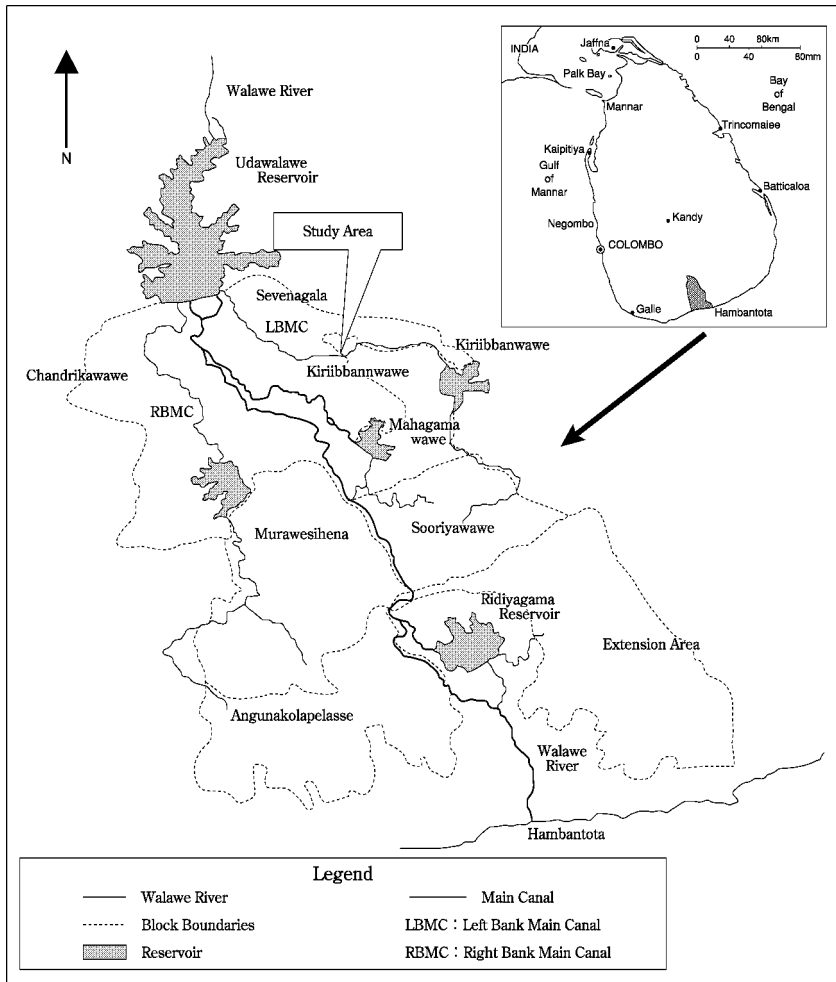 INDIA
Jaffna
0 40 80km
0 40 80mm
Palk Bay
Bay
of
Bengal
Mannar
Trincomaiee
Kaipitiya
Gulf
of
Mannar
Batticaloa
Negombo
Kandy
COLOMBO
Galle
Hambantota
N
Walawe River
Udawalawe
Reservoir
Study Area
Sevenagala
LBMC
Kiriibbanwawe
Kiriibbannwawe
Chandrikawawe
RBMC
Mahagama
wawe
Sooriyawawe
Murawesihena
Ridiyagama
Reservoir
Extension Area
Angunakolapelasse
Walawe
River
Hambantota
Legend
Walawe River
Main Canal
Block Boundaries
LBMC : Left Bank Main Canal
Reservoir
RBMC : Right Bank Main Canal